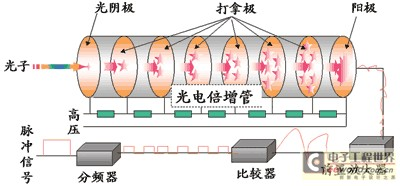 光阴极
打拿极
阳极
光子
光电倍增管
高压
脉冲信号
分频器
比较器
电子工程世界